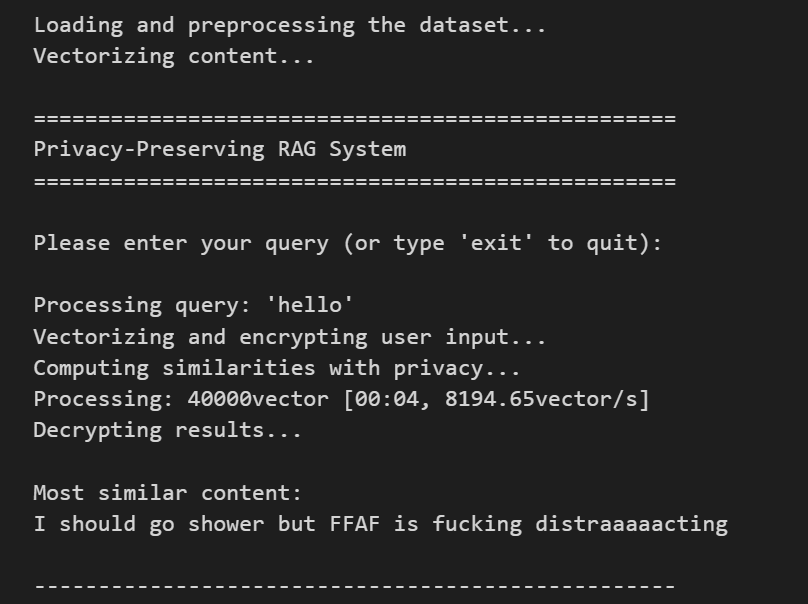 Loading and preprocessing the dataset...
Vectorizing content...
==================================================
Privacy-Preserving RAG System
==================================================
Please enter your query (or type 'exit' to quit):
Processing query: 'hello'
Vectorizing and encrypting user input...
Computing similarities with privacy...
Processing: 40000vector [00:04, 8194.65vector/s]
Decrypting results...
Most similar content:
I should go shower but FFAF is fucking distraaaaacting
--------------------------------------------------